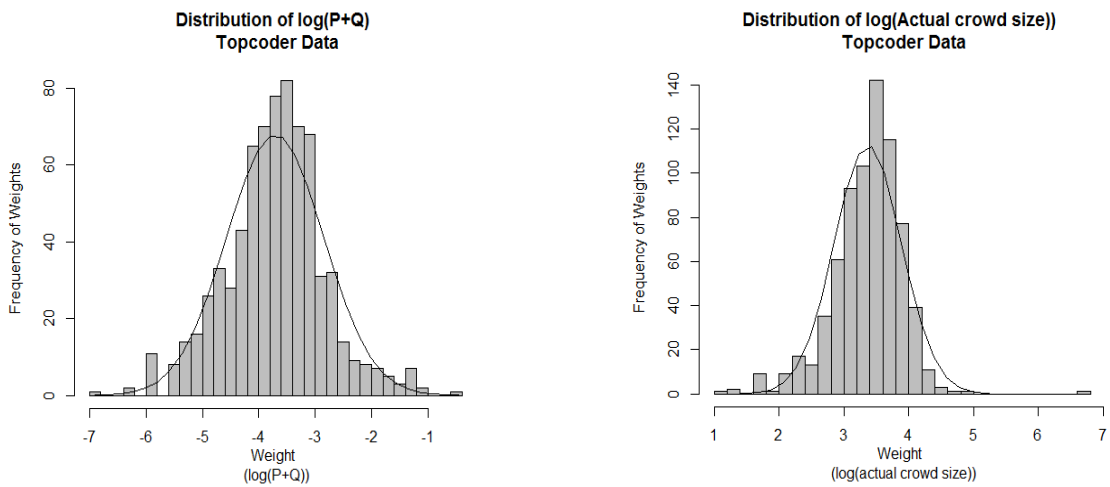 Distribution of log(P+Q)
Topcoder Data
Frequency of Weights
0
20
40
60
80
-7
-6
-5
-4
-3
-2
-1
Weight
(log(P+Q))
Distribution of log(Actual crowd size))
Topcoder Data
Frequency of Weights
0
20
40
60
80
100
120
140
1
2
3
4
5
6
7
Weight
(log(actual crowd size))